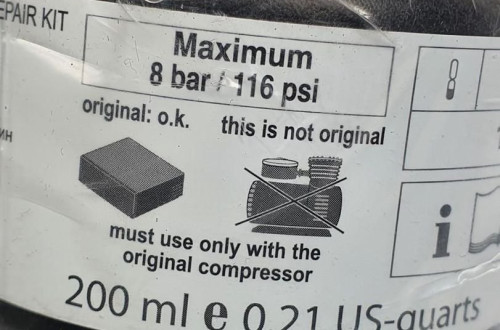 EPAIR KIT
Maximum
8 bar / 116 psi
original: o.k.
this is not original
ин
must use only with the
original compressor
i
200 ml e 0.21 US-quarts